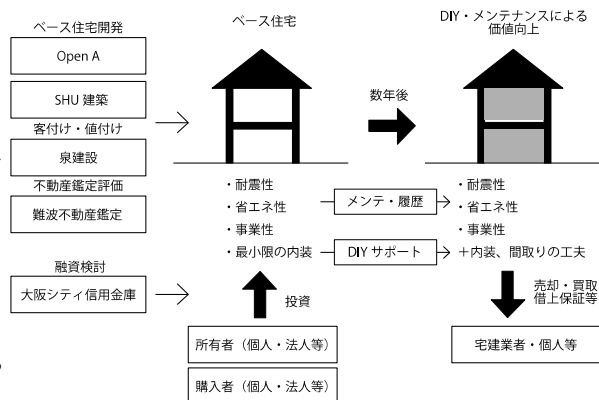 ベース住宅開発
Open A
SHU 建築
客付け・値付け
泉建設
不動産鑑定評価
難波不動産鑑定
融資検討
大阪シティ信用金庫
ベース住宅
・耐震性
・省エネ性
・事業性
・最小限の内装
投資
所有者（個人・法人等）
購入者（個人・法人等）
数年後
メンテ・履歴
DIY サポート
DIY・メンテナンスによる
価値向上
・耐震性
・省エネ性
・事業性
＋内装、間取りの工夫
売却・買取
借上保証等
宅建業者・個人等